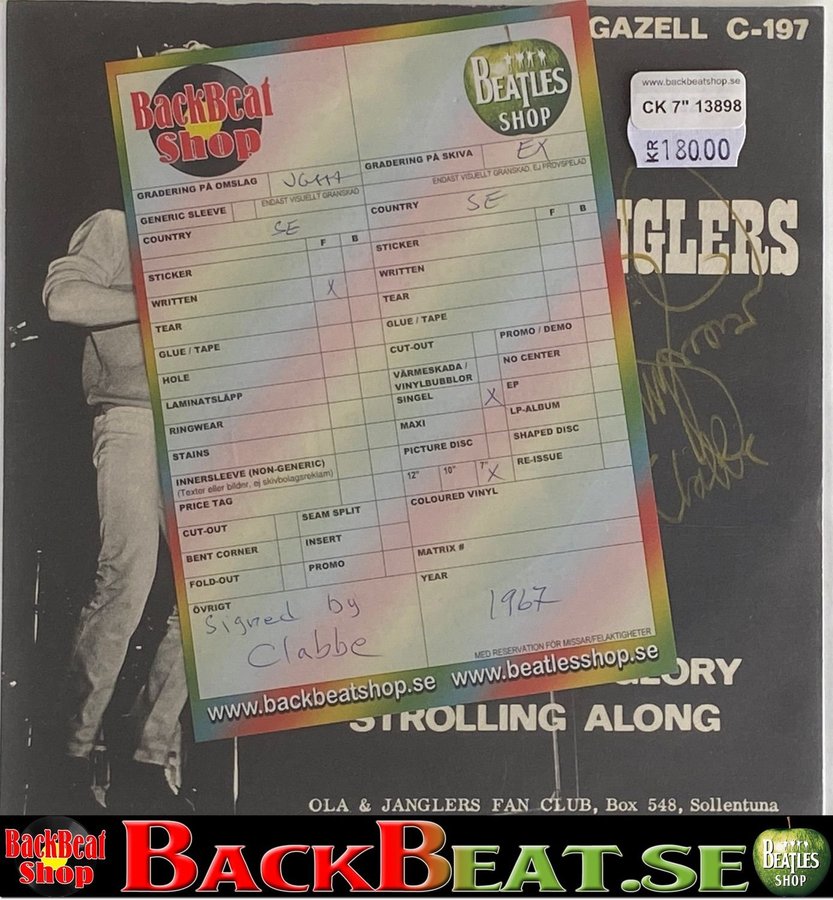 GAZELL C-197
www.backbeatshop.se
CK 7" 13898
KR 180.00
NGLERS
Clabbe
BackBeat
Shop
BEATLES
SHOP
GRADERING PÅ OMSLAG VG+++
ENDAST VISUELLT GRANSKAD
GENERIC SLEEVE
COUNTRY SE
F B
STICKER
WRITTEN X
TEAR
GLUE / TAPE
HOLE
LAMINATSLÄPP
RINGWEAR
STAINS
INNERSLEEVE (NON-GENERIC)
(Texter eller bilder, ej skivbolagsreklam)
PRICE TAG
CUT-OUT SEAM SPLIT
BENT CORNER INSERT
FOLD-OUT PROMO
ÖVRIGT
Signed by
Clabbe
GRADERING PÅ SKIVA EX
ENDAST VISUELLT GRANSKAD, EJ PROVSPELAD
COUNTRY SE
F B
STICKER
WRITTEN
TEAR
GLUE / TAPE
CUT-OUT PROMO / DEMO
VÄRMESKADA /
VINYLBUBBLOR NO CENTER
SINGEL X EP
MAXI LP-ALBUM
PICTURE DISC SHAPED DISC
12" 10" 7" X RE-ISSUE
COLOURED VINYL
MATRIX #
YEAR
1967
MED RESERVATION FÖR MISSAR/FELAKTIGHETER
www.backbeatshop.se www.beatlesshop.se
GLORY
STROLLING ALONG
OLA & JANGLERS FAN CLUB, Box 548, Sollentuna
BackBeat
Shop
BACKBEAT.SE
BEATLES
SHOP